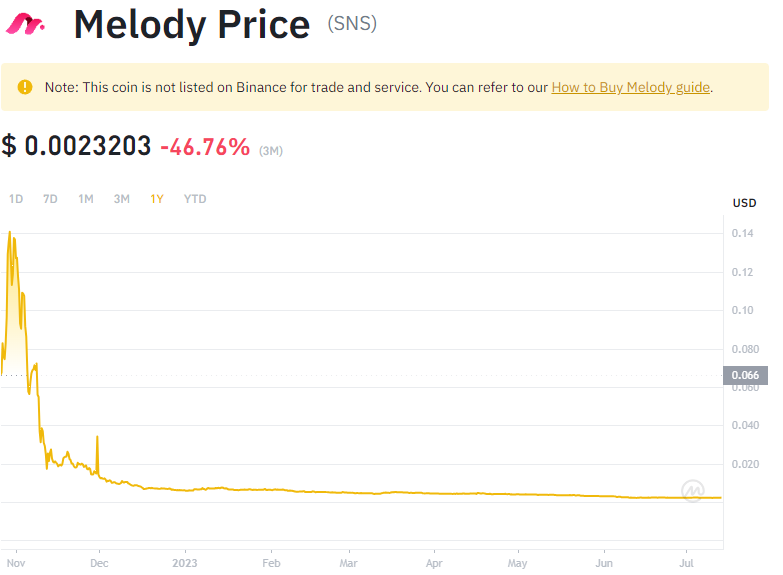 Melody Price (SNS)
Note: This coin is not listed on Binance for trade and service. You can refer to our How to Buy Melody guide.
$ 0.0023203 -46.76% (3M)
1D 7D 1M 3M 1Y YTD
USD
0.14
0.12
0.10
0.080
0.066
0.060
0.040
0.020
Nov Dec 2023 Feb Mar Apr May Jun Jul